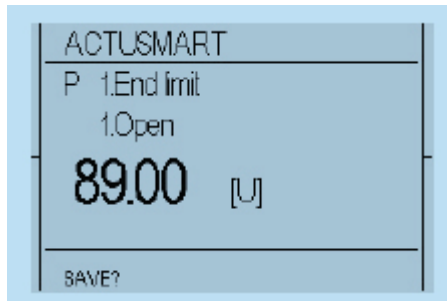 ACTUSMART
P 1.End limit
1.Open
89.00 [U]
SAVE?